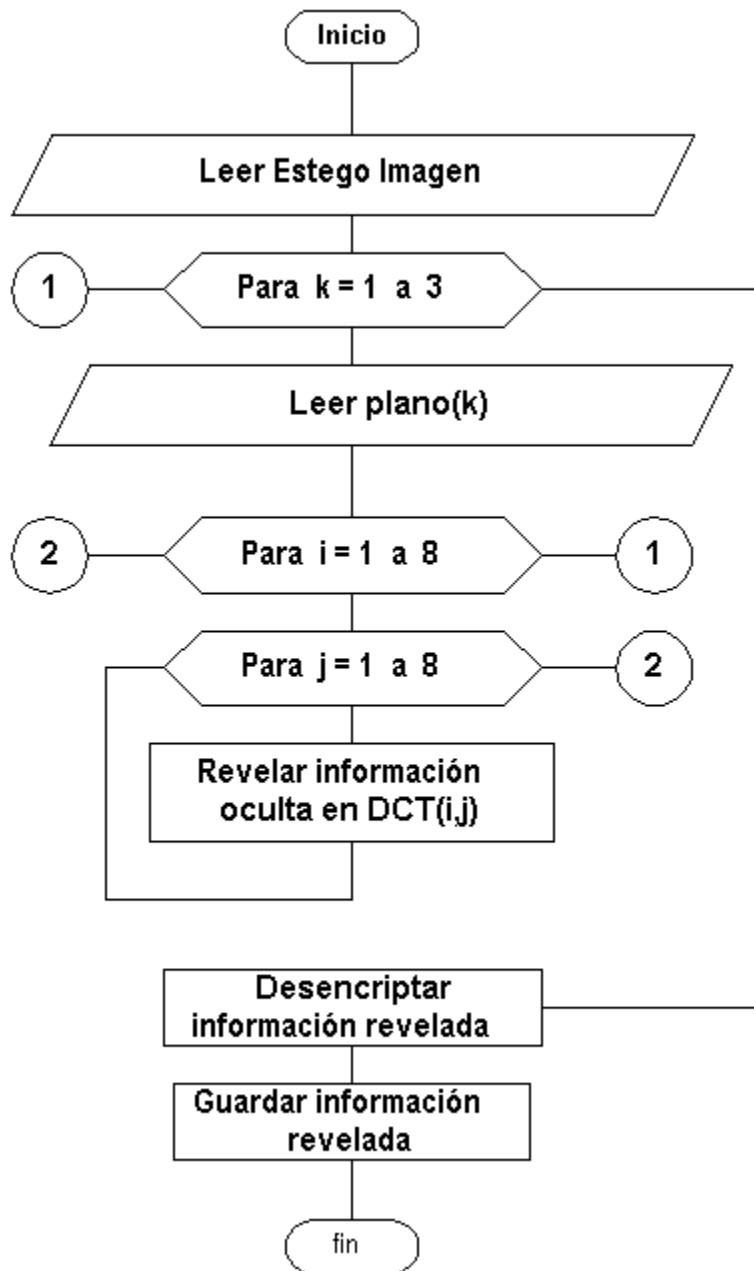 Inicio
Leer Estego Imagen
1
Para k = 1 a 3
Leer plano(k)
2
Para i = 1 a 8
1
Para j = 1 a 8
2
Revelar información
oculta en DCT(i,j)
Desencriptar
información revelada
Guardar información
revelada
fin